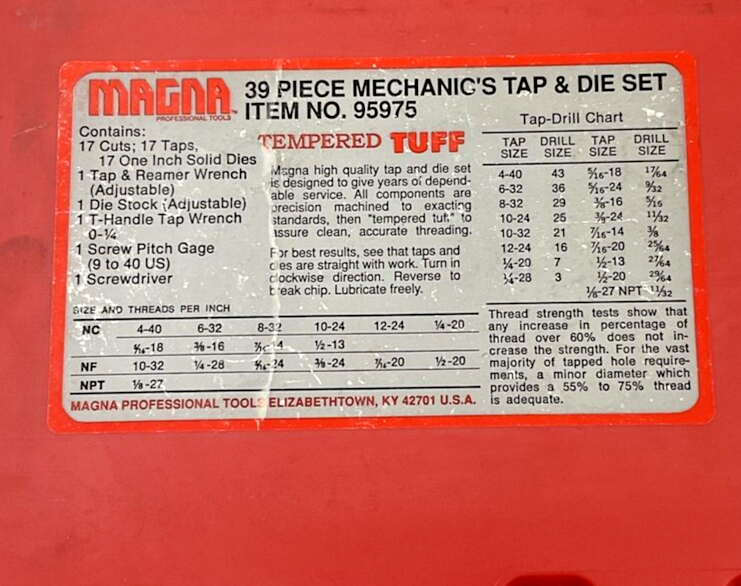 MAGNA
PROFESSIONAL TOOLS
39 PIECE MECHANIC'S TAP & DIE SET
ITEM NO. 95975
Contains:
17 Cuts; 17 Taps,
17 One Inch Solid Dies
1 Tap & Reamer Wrench
(Adjustable)
1 Die Stock (Adjustable)
1 T-Handle Tap Wrench
0-¼
1 Screw Pitch Gage
(9 to 40 US)
1 Screwdriver
TEMPERED TUFF
Magna high quality tap and die set
is designed to give years of depend-
able service. All components are
precision machined to exacting
standards, then "tempered tuff" to
assure clean, accurate threading.
For best results, see that taps and
dies are straight with work. Turn in
clockwise direction. Reverse to
break chip. Lubricate freely.
Tap-Drill Chart
TAP SIZE DRILL SIZE TAP SIZE DRILL SIZE
4-40 43 5/16-18 17/64
6-32 36 5/16-24 9/32
8-32 29 3/8-16 5/16
10-24 25 3/8-24 11/32
10-32 21 7/16-14 3/8
12-24 16 7/16-20 25/64
¼-20 7 ½-13 27/64
¼-28 3 ½-20 29/64
1/8-27 NPT 11/32
SIZE AND THREADS PER INCH
NC 4-40 6-32 8-32 10-24 12-24 ¼-20
5/16-18 3/8-16 7/16-14 ½-13
NF 10-32 ¼-28 5/16-24 3/8-24 7/16-20 ½-20
NPT 1/8-27
Thread strength tests show that
any increase in percentage of
thread over 60% does not in-
crease the strength. For the vast
majority of tapped hole require-
ments, a minor diameter which
provides a 55% to 75% thread
is adequate.
MAGNA PROFESSIONAL TOOLS ELIZABETHTOWN, KY 42701 U.S.A.